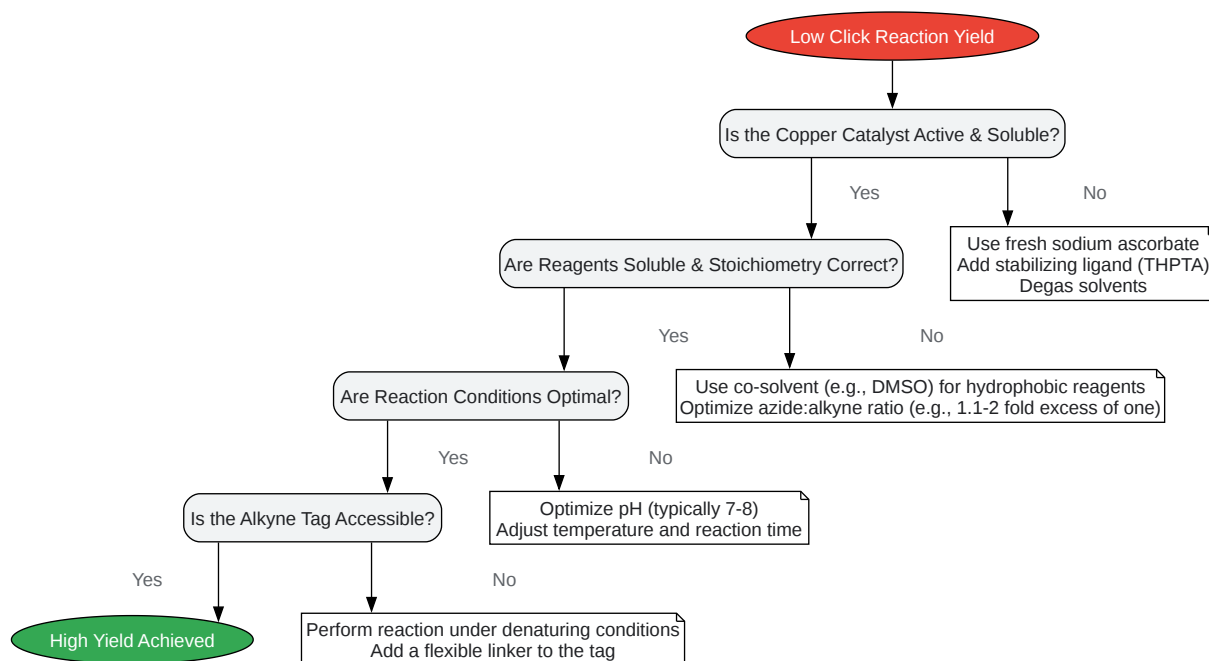 Low Click Reaction Yield
Is the Copper Catalyst Active & Soluble?
Yes
No
Use fresh sodium ascorbate
Add stabilizing ligand (THPTA)
Degas solvents
Are Reagents Soluble & Stoichiometry Correct?
Yes
No
Use co-solvent (e.g., DMSO) for hydrophobic reagents
Optimize azide:alkyne ratio (e.g., 1.1-2 fold excess of one)
Are Reaction Conditions Optimal?
Yes
No
Optimize pH (typically 7-8)
Adjust temperature and reaction time
Is the Alkyne Tag Accessible?
Yes
No
High Yield Achieved
Perform reaction under denaturing conditions
Add a flexible linker to the tag